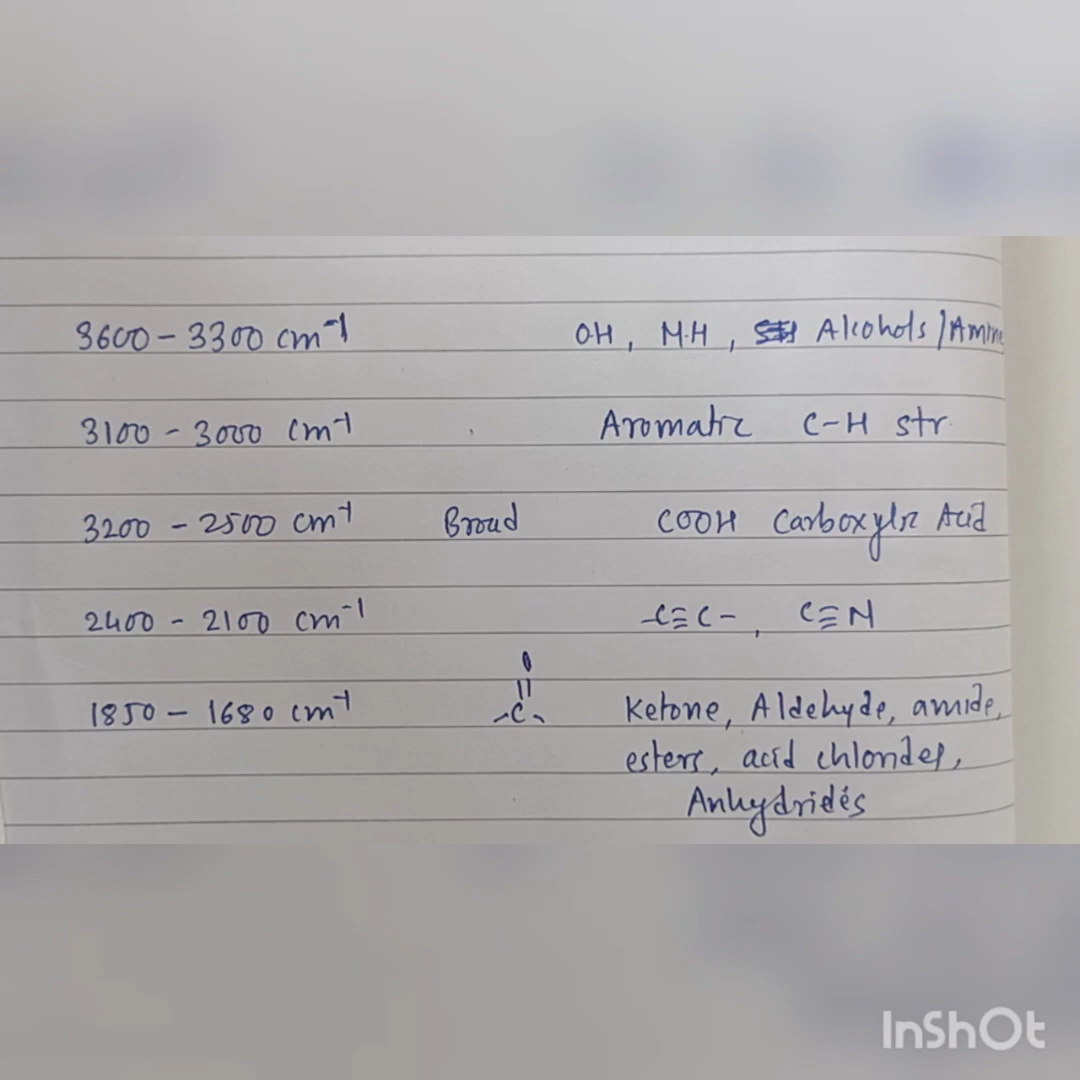 3600 - 3300 cm⁻¹ O-H, N-H, Alcohols/Amine
3100 - 3000 cm⁻¹ Aromatic C-H str.
3200 - 2500 cm⁻¹ Broad COOH Carboxylic Acid
2400 - 2100 cm⁻¹ -C≡C-, C≡N
O
||
1850 - 1680 cm⁻¹ -C- Ketone, Aldehyde, amide,
esters, acid chlorides,
Anhydrides
InShOt